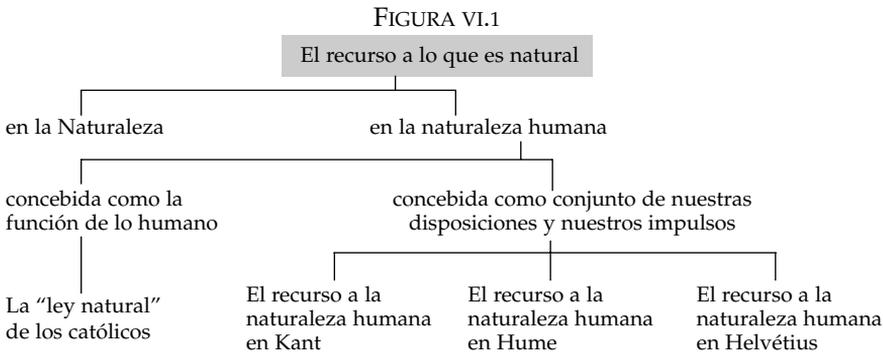 FIGURA VI.1
El recurso a lo que es natural
en la Naturaleza
en la naturaleza humana
concebida como la
función de lo humano
concebida como conjunto de nuestras
disposiciones y nuestros impulsos
La “ley natural”
de los católicos
El recurso a la
naturaleza humana
en Kant
El recurso a la
naturaleza humana
en Hume
El recurso a la
naturaleza humana
en Helvétius